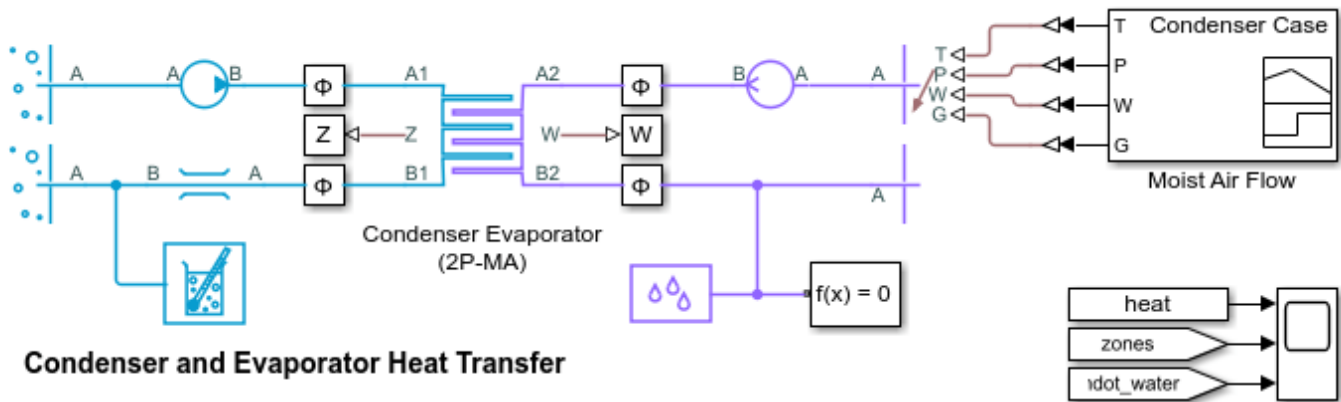 Condenser Case
T
P
W
G
T
P
W
G
Moist Air Flow
A
A
B
Φ
A1
A2
Φ
B
A
A
Z
Z
W
W
A
B
A
Φ
B1
B2
Φ
A
Condenser Evaporator
(2P-MA)
f(x) = 0
heat
zones
ndot_water
Condenser and Evaporator Heat Transfer